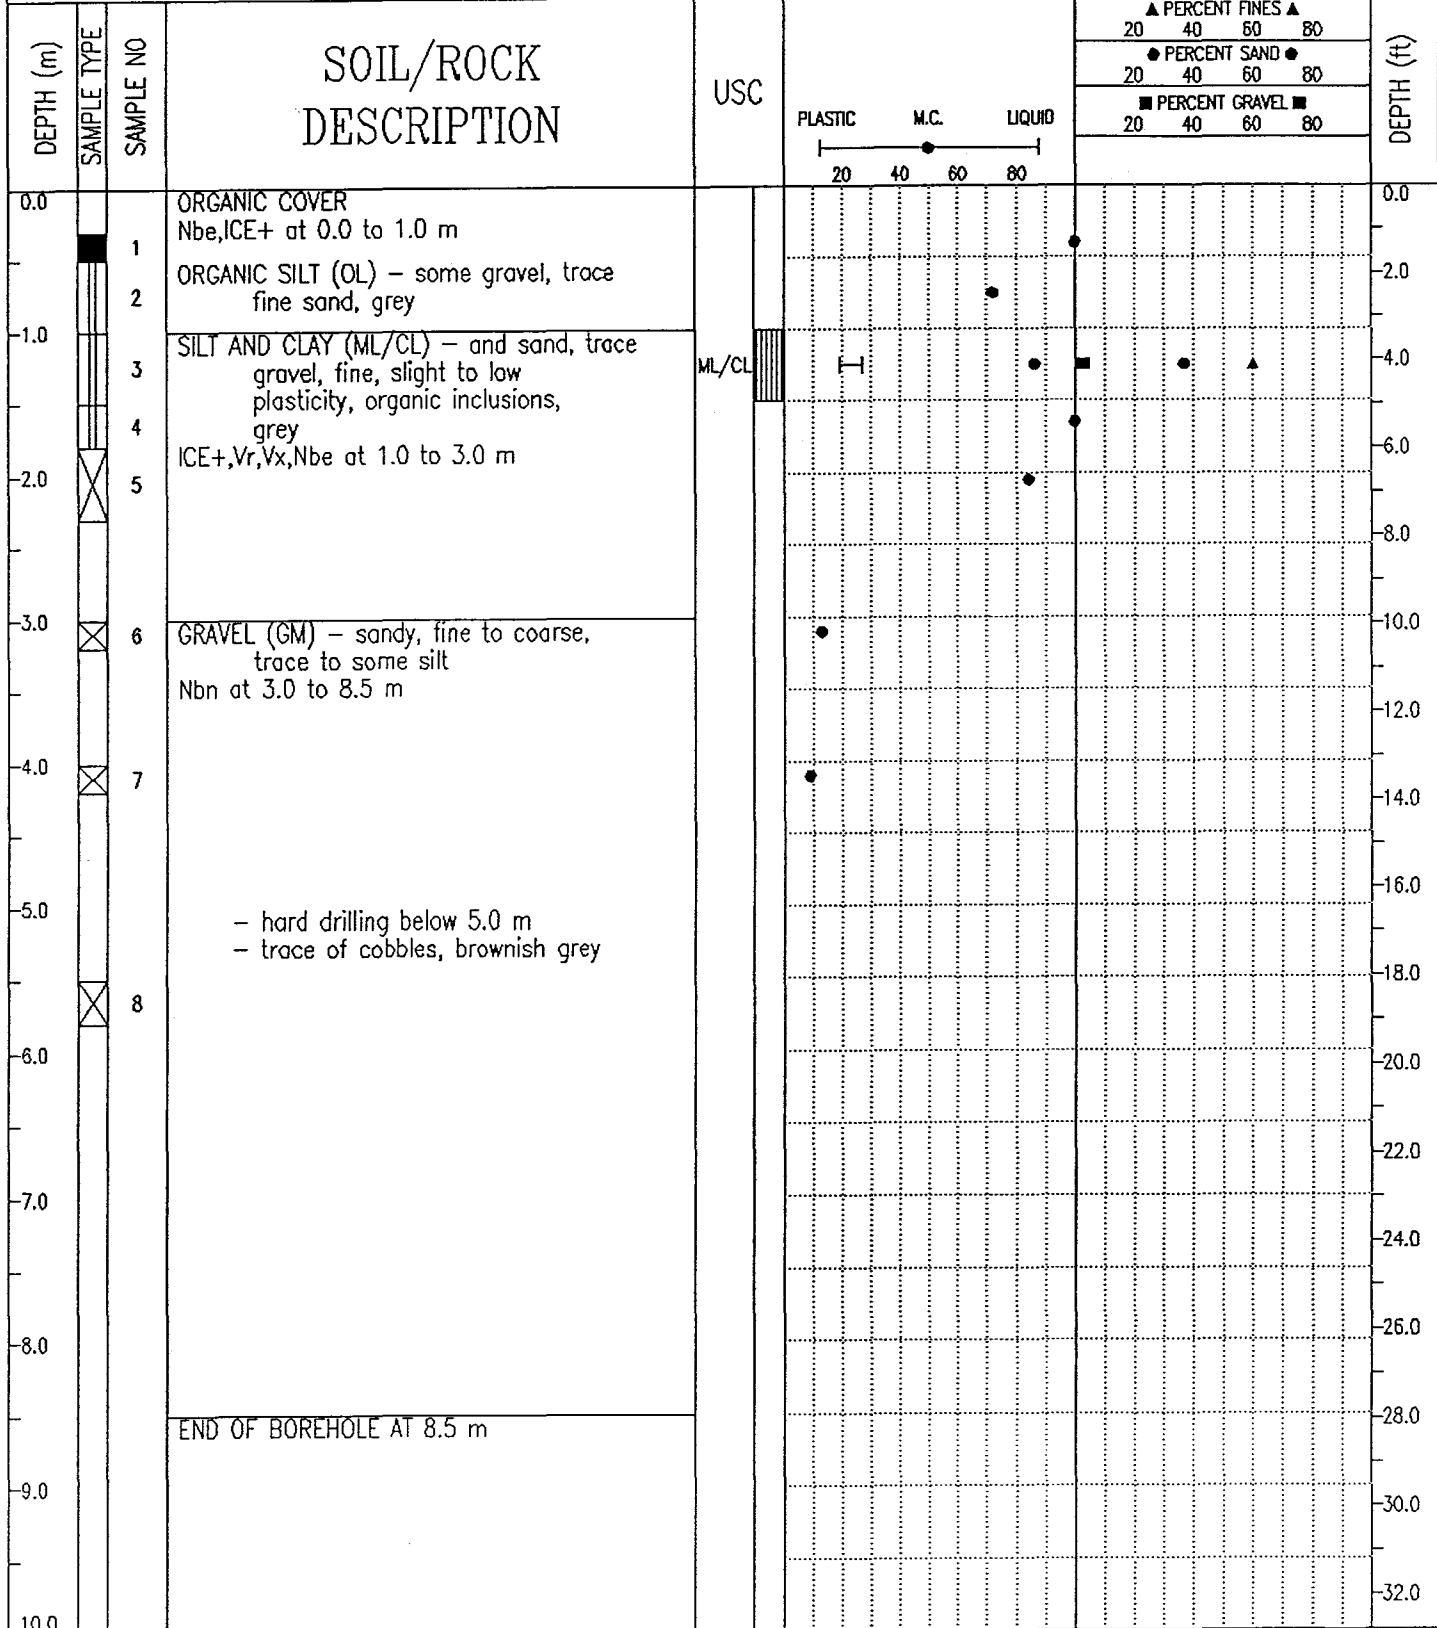 ▲ PERCENT FINES ▲
20 40 60 80
● PERCENT SAND ●
20 40 60 80
■ PERCENT GRAVEL ■
20 40 60 80
DEPTH (m)
SAMPLE TYPE
SAMPLE NO
SOIL/ROCK
DESCRIPTION
USC
PLASTIC M.C. LIQUID
20 40 60 80
DEPTH (ft)
0.0
ORGANIC COVER
Nbe,ICE+ at 0.0 to 1.0 m
1
ORGANIC SILT (OL) – some gravel, trace
fine sand, grey
2
-1.0
SILT AND CLAY (ML/CL) – and sand, trace
gravel, fine, slight to low
plasticity, organic inclusions,
grey
ICE+,Vr,Vx,Nbe at 1.0 to 3.0 m
3
ML/CL
4
-2.0
5
-3.0
6
GRAVEL (GM) – sandy, fine to coarse,
trace to some silt
Nbn at 3.0 to 8.5 m
-4.0
7
-5.0
– hard drilling below 5.0 m
– trace of cobbles, brownish grey
8
-6.0
-7.0
-8.0
END OF BOREHOLE AT 8.5 m
-9.0
10.0
0.0
-2.0
-4.0
-6.0
-8.0
-10.0
-12.0
-14.0
-16.0
-18.0
-20.0
-22.0
-24.0
-26.0
-28.0
-30.0
-32.0